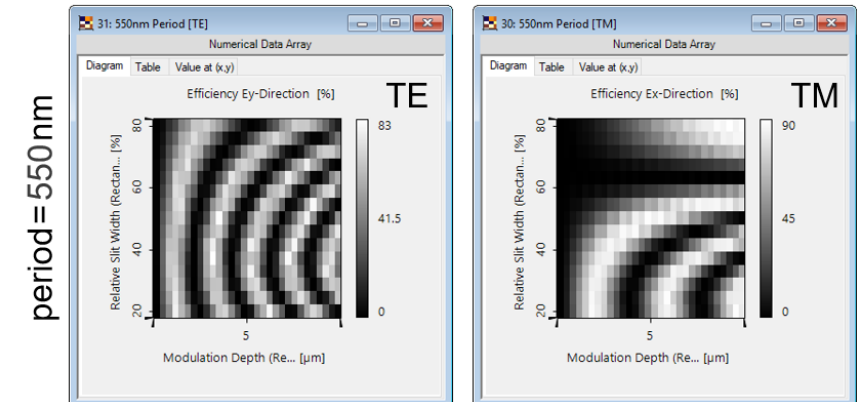 period = 550 nm
31: 550nm Period [TE]
Numerical Data Array
Diagram Table Value at (x,y)
Efficiency Ey-Direction [%]
TE
Relative Slit Width (Rectan... [%]
80
60
40
20
5
Modulation Depth (Re... [µm]
83
41.5
0
30: 550nm Period [TM]
Numerical Data Array
Diagram Table Value at (x,y)
Efficiency Ex-Direction [%]
TM
Relative Slit Width (Rectan... [%]
80
60
40
20
5
Modulation Depth (Re... [µm]
90
45
0